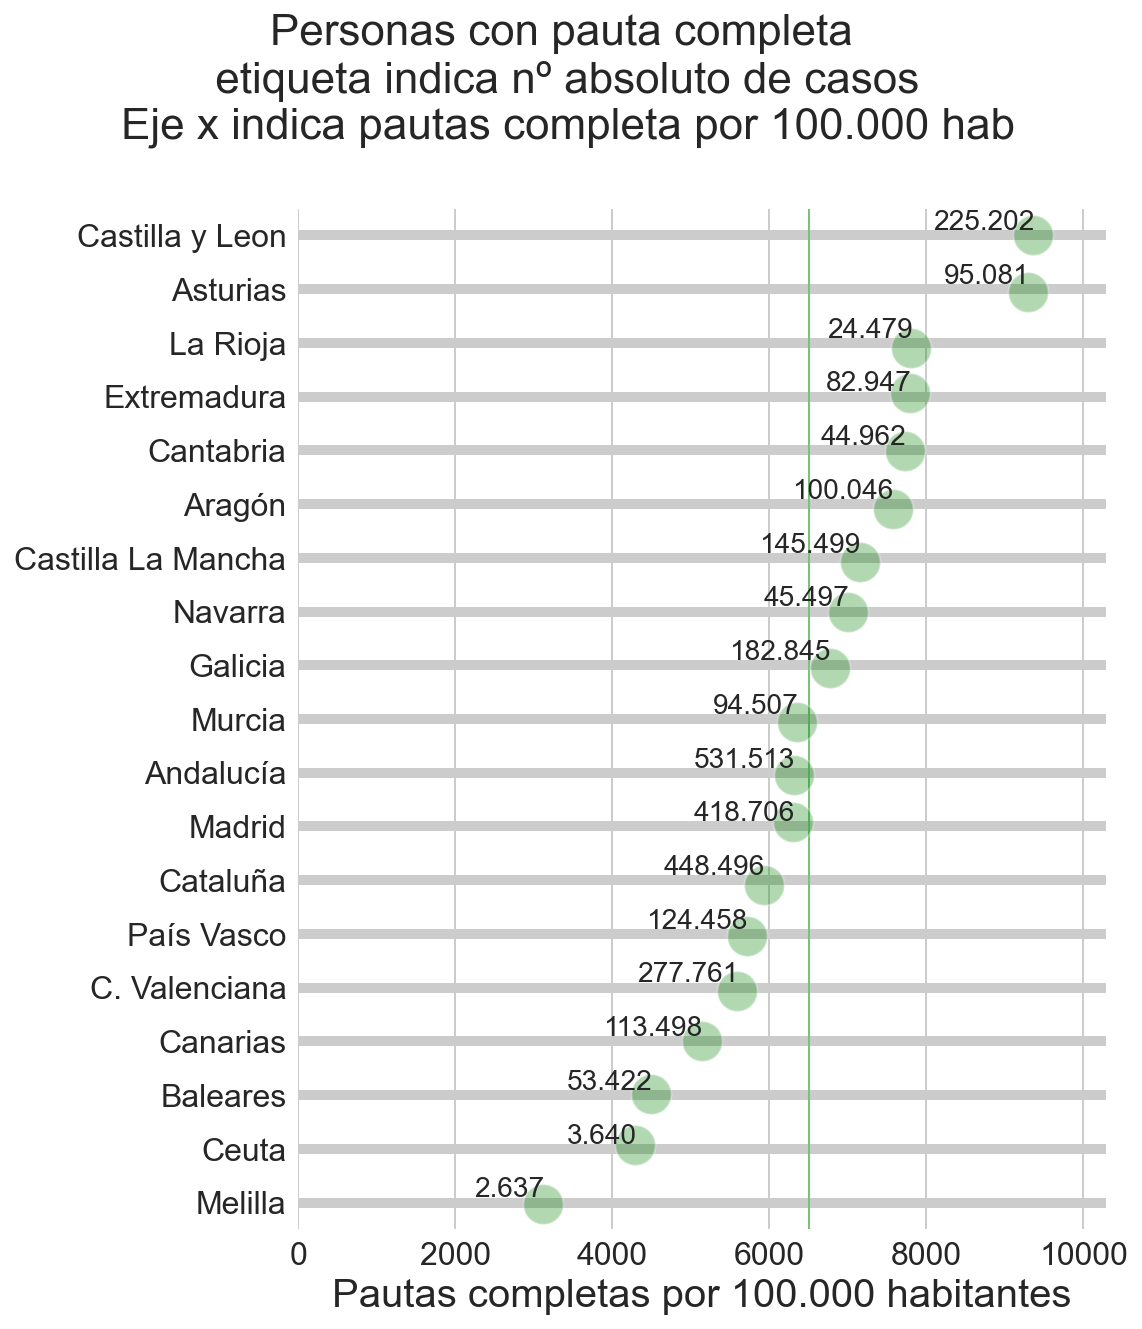 Personas con pauta completa
etiqueta indica nº absoluto de casos
Eje x indica pautas completa por 100.000 hab
Castilla y Leon 225.202
Asturias 95.081
La Rioja 24.479
Extremadura 82.947
Cantabria 44.962
Aragón 100.046
Castilla La Mancha 145.499
Navarra 45.497
Galicia 182.845
Murcia 94.507
Andalucía 531.513
Madrid 418.706
Cataluña 448.496
País Vasco 124.458
C. Valenciana 277.761
Canarias 113.498
Baleares 53.422
Ceuta 3.640
Melilla 2.637
0 2000 4000 6000 8000 10000
Pautas completas por 100.000 habitantes